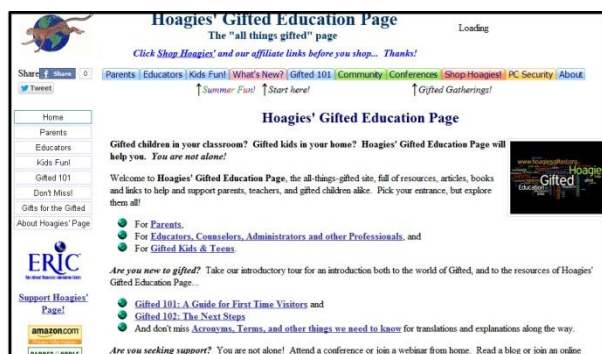 Hoagies' Gifted Education Page
The "all things gifted" page
Loading
Click Shop Hoagies' and our affiliate links before you shop... Thanks!
Share f Share 0
Parents Educators Kids Fun! What's New? Gifted 101 Community Conferences Shop Hoagies! PC Security About
Tweet
↑Summer Fun! ↑Start here! ↑Gifted Gatherings!
Home
Parents
Educators
Kids Fun!
Gifted 101
Don't Miss!
Gifts for the Gifted
About Hoagies' Page
ERIC
Support Hoagies'
Page!
amazon.com
BARNES & NOBLE
Hoagies' Gifted Education Page
Gifted children in your classroom? Gifted kids in your home? Hoagies' Gifted Education Page will
help you. You are not alone!
Welcome to Hoagies' Gifted Education Page, the all-things-gifted site, full of resources, articles, books
and links to help and support parents, teachers, and gifted children alike. Pick your entrance, but explore
them all!
For Parents,
For Educators, Counselors, Administrators and other Professionals, and
For Gifted Kids & Teens.
www.hoagiesgifted.org
Hoagies
Gifted
Education
Page
Are you new to gifted? Take our introductory tour for an introduction both to the world of Gifted, and to the resources of Hoagies'
Gifted Education Page...
Gifted 101: A Guide for First Time Visitors and
Gifted 102: The Next Steps
And don't miss Acronyms, Terms, and other things we need to know for translations and explanations along the way.
Are you seeking support? You are not alone! Attend a conference or join a webinar from home. Read a blog or join an online